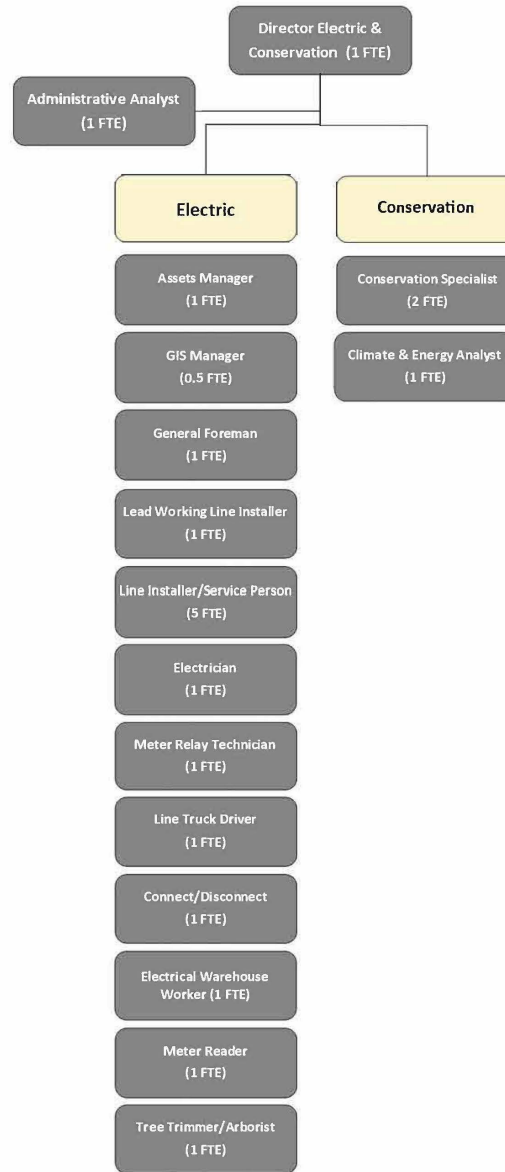 Director Electric &
Conservation (1 FTE)
Administrative Analyst
(1 FTE)
Electric
Conservation
Assets Manager
(1 FTE)
Conservation Specialist
(2 FTE)
GIS Manager
(0.5 FTE)
Climate & Energy Analyst
(1 FTE)
General Foreman
(1 FTE)
Lead Working Line Installer
(1 FTE)
Line Installer/Service Person
(5 FTE)
Electrician
(1 FTE)
Meter Relay Technician
(1 FTE)
Line Truck Driver
(1 FTE)
Connect/Disconnect
(1 FTE)
Electrical Warehouse
Worker (1 FTE)
Meter Reader
(1 FTE)
Tree Trimmer/Arborist
(1 FTE)